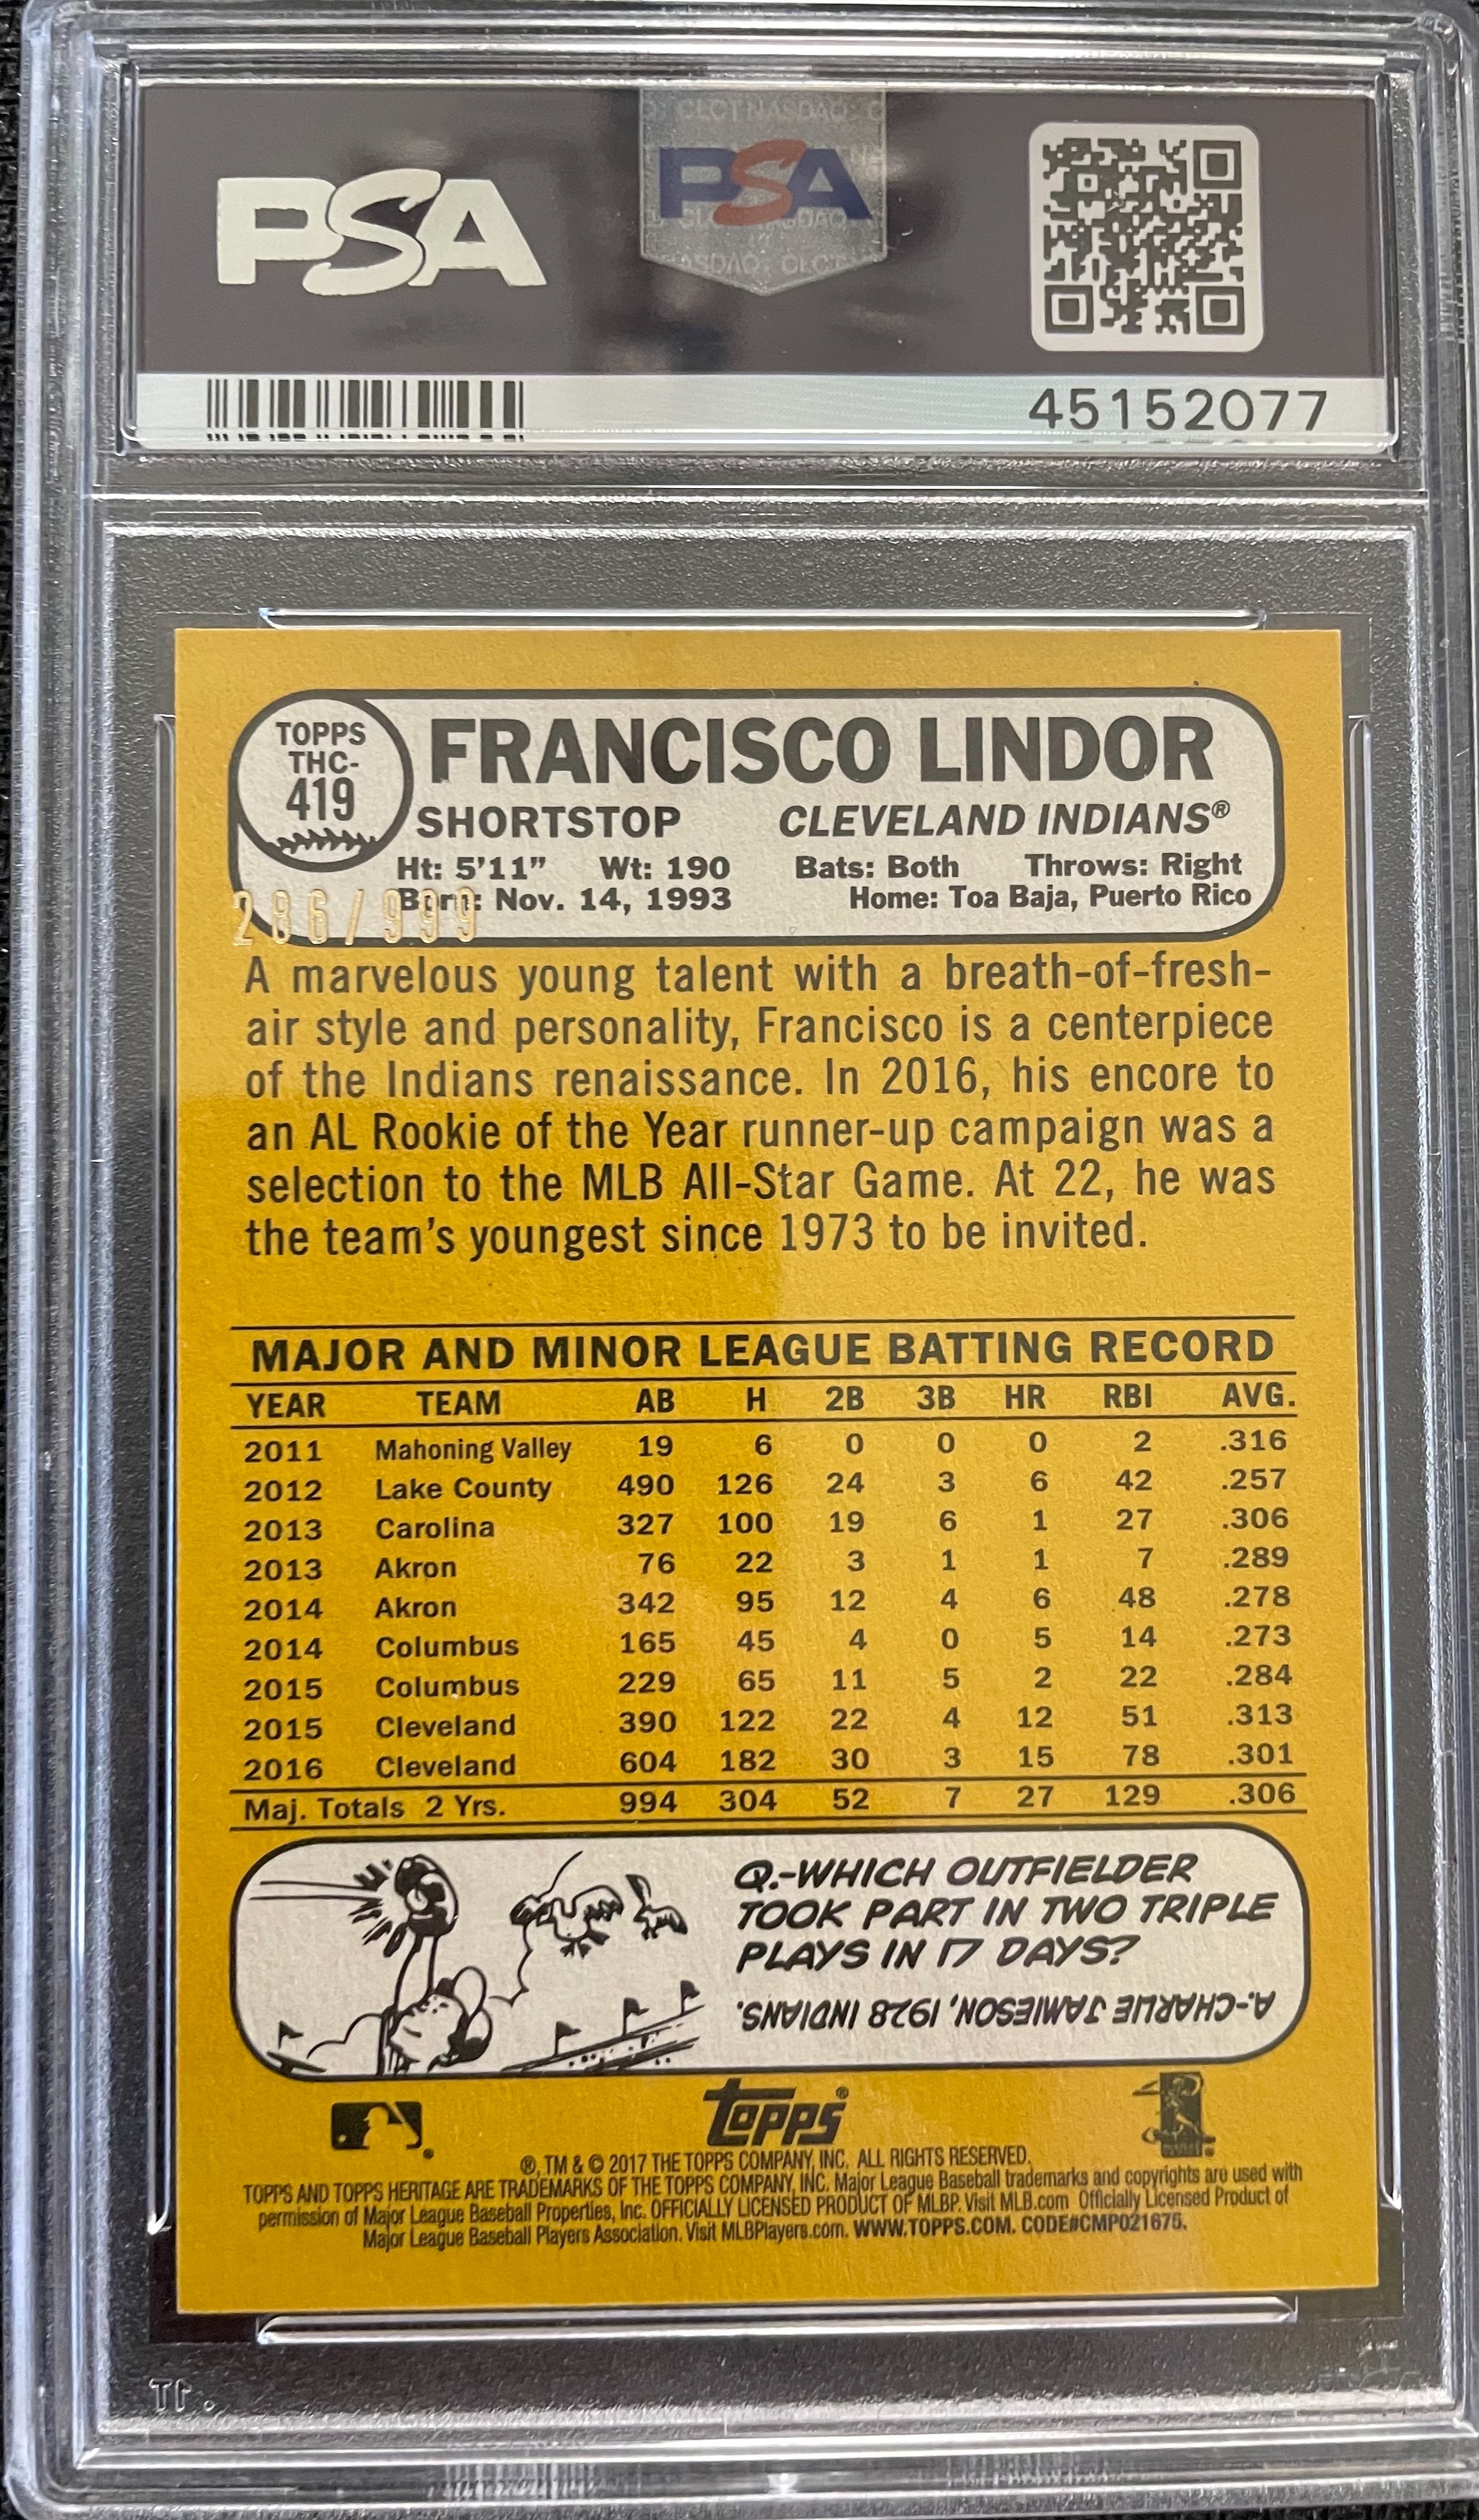 PSA
PSA
CLCT NASDAQ
45152077
TOPPS
THC-
419
FRANCISCO LINDOR
SHORTSTOP CLEVELAND INDIANS®
Ht: 5'11" Wt: 190 Bats: Both Throws: Right
Born: Nov. 14, 1993 Home: Toa Baja, Puerto Rico
286/999
A marvelous young talent with a breath-of-fresh-
air style and personality, Francisco is a centerpiece
of the Indians renaissance. In 2016, his encore to
an AL Rookie of the Year runner-up campaign was a
selection to the MLB All-Star Game. At 22, he was
the team's youngest since 1973 to be invited.
MAJOR AND MINOR LEAGUE BATTING RECORD
YEAR TEAM AB H 2B 3B HR RBI AVG.
2011 Mahoning Valley 19 6 0 0 0 2 .316
2012 Lake County 490 126 24 3 6 42 .257
2013 Carolina 327 100 19 6 1 27 .306
2013 Akron 76 22 3 1 1 7 .289
2014 Akron 342 95 12 4 6 48 .278
2014 Columbus 165 45 4 0 5 14 .273
2015 Columbus 229 65 11 5 2 22 .284
2015 Cleveland 390 122 22 4 12 51 .313
2016 Cleveland 604 182 30 3 15 78 .301
Maj. Totals 2 Yrs. 994 304 52 7 27 129 .306
Q.-WHICH OUTFIELDER
TOOK PART IN TWO TRIPLE
PLAYS IN 17 DAYS?
A.-CHARLIE JAMIESON, 1928 INDIANS.
topps®
®, TM & © 2017 THE TOPPS COMPANY, INC. ALL RIGHTS RESERVED.
TOPPS AND TOPPS HERITAGE ARE TRADEMARKS OF THE TOPPS COMPANY, INC. Major League Baseball trademarks and copyrights are used with
permission of Major League Baseball Properties, Inc. OFFICIALLY LICENSED PRODUCT OF MLBP. Visit MLB.com Officially Licensed Product of
Major League Baseball Players Association. Visit MLBPlayers.com. WWW.TOPPS.COM. CODE#CMP021676.